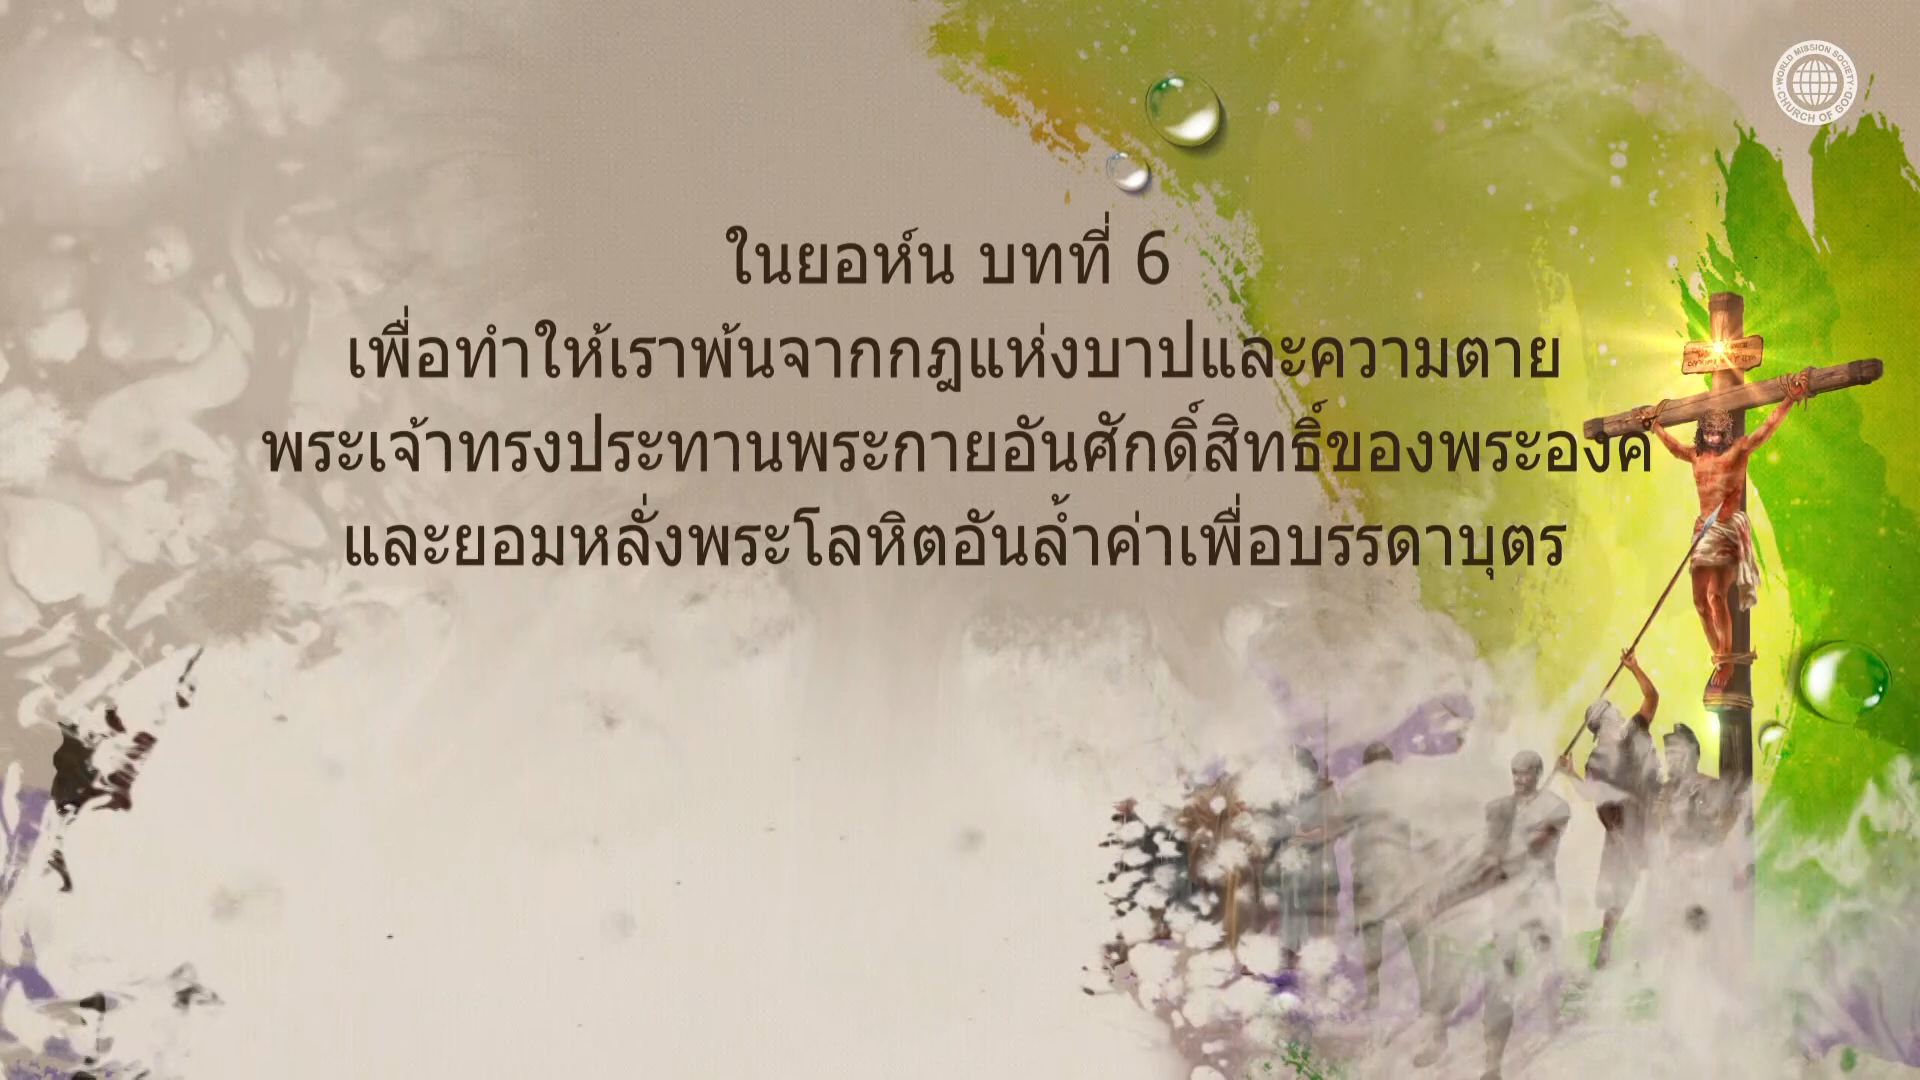 WORLD MISSION SOCIETY
CHURCH OF GOD
ในยอห์น บทที่ 6
เพื่อทำให้เราพ้นจากกฎแห่งบาปและความตาย
พระเจ้าทรงประทานพระกายอันศักดิ์สิทธิ์ของพระองค์
และยอมหลั่งพระโลหิตอันล้ำค่าเพื่อบรรดาบุตร